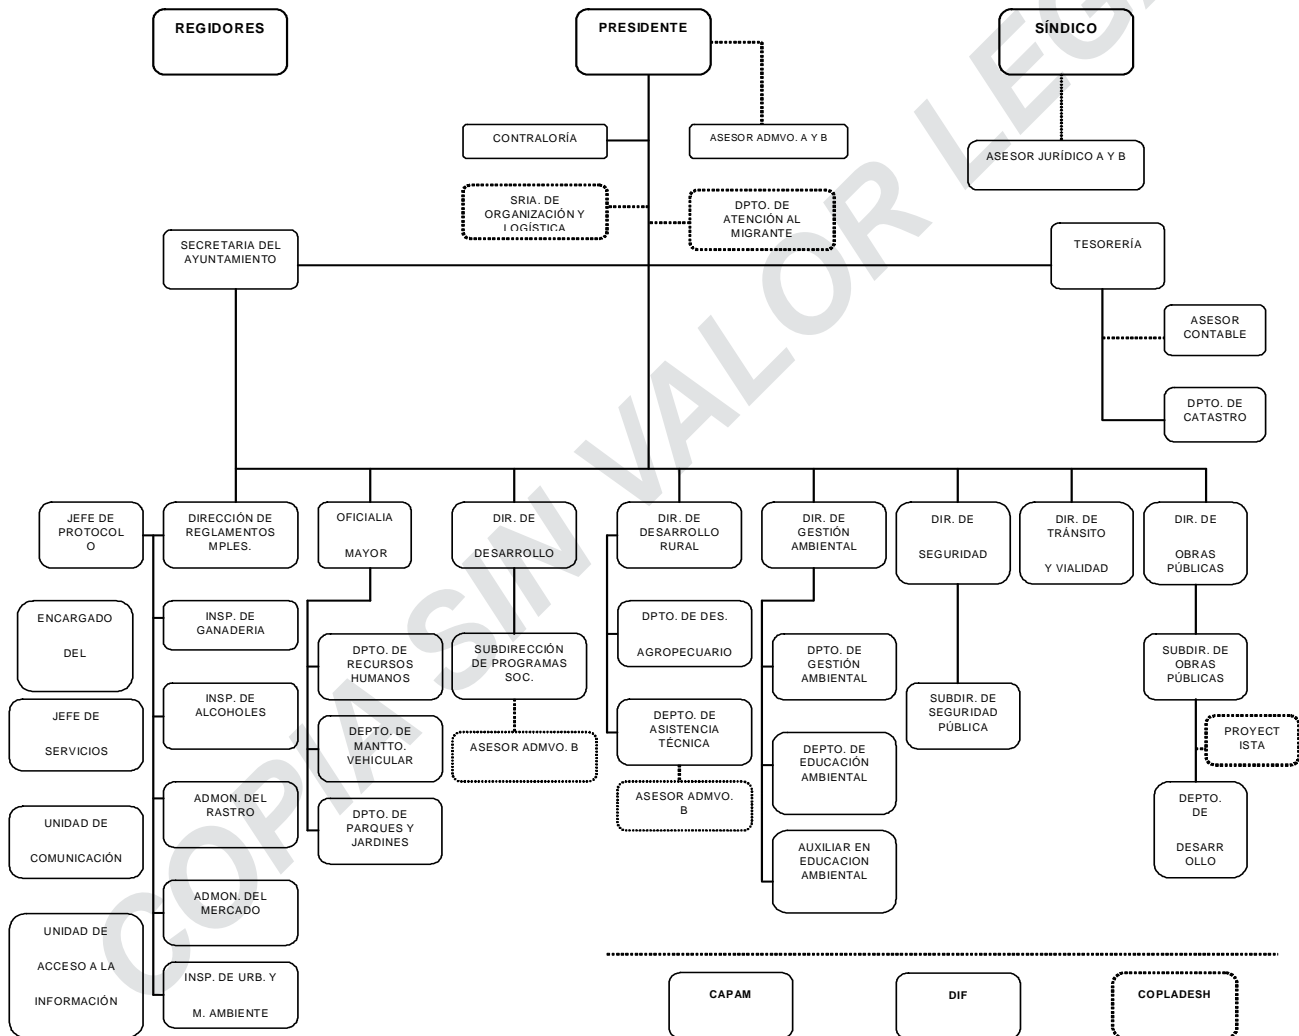 REGIDORES
PRESIDENTE
SÍNDICO
CONTRALORÍA
ASESOR ADMVO. A Y B
ASESOR JURÍDICO A Y B
SRIA. DE
ORGANIZACIÓN Y
LOGÍSTICA
DPTO. DE
ATENCIÓN AL
MIGRANTE
SECRETARIA DEL
AYUNTAMIENTO
TESORERÍA
ASESOR
CONTABLE
DPTO. DE
CATASTRO
JEFE DE
PROTOCOL
O
DIRECCIÓN DE
REGLAMENTOS
MPLES.
OFICIALIA
MAYOR
DIR. DE
DESARROLLO
DIR. DE
DESARROLLO
RURAL
DIR. DE
GESTIÓN
AMBIENTAL
DIR. DE
SEGURIDAD
DIR. DE
TRÁNSITO
Y VIALIDAD
DIR. DE
OBRAS
PÚBLICAS
ENCARGADO
DEL
INSP. DE
GANADERIA
DPTO. DE
RECURSOS
HUMANOS
SUBDIRECCIÓN
DE PROGRAMAS
SOC.
DPTO. DE DES.
AGROPECUARIO
DPTO. DE
GESTIÓN
AMBIENTAL
SUBDIR. DE
SEGURIDAD
PÚBLICA
SUBDIR. DE
OBRAS
PÚBLICAS
JEFE DE
SERVICIOS
INSP. DE
ALCOHOLES
DEPTO. DE
MANTTO.
VEHICULAR
ASESOR ADMVO. B
DEPTO. DE
ASISTENCIA
TÉCNICA
DEPTO. DE
EDUCACIÓN
AMBIENTAL
PROYECT
ISTA
UNIDAD DE
COMUNICACIÓN
ADMON. DEL
RASTRO
DPTO. DE
PARQUES Y
JARDINES
ASESOR ADMVO.
B
AUXILIAR EN
EDUCACION
AMBIENTAL
DEPTO.
DE
DESARR
OLLO
UNIDAD DE
ACCESO A LA
INFORMACIÓN
ADMON. DEL
MERCADO
INSP. DE URB. Y
M. AMBIENTE
CAPAM
DIF
COPLADESH
COPIA SIN VALOR LEGA